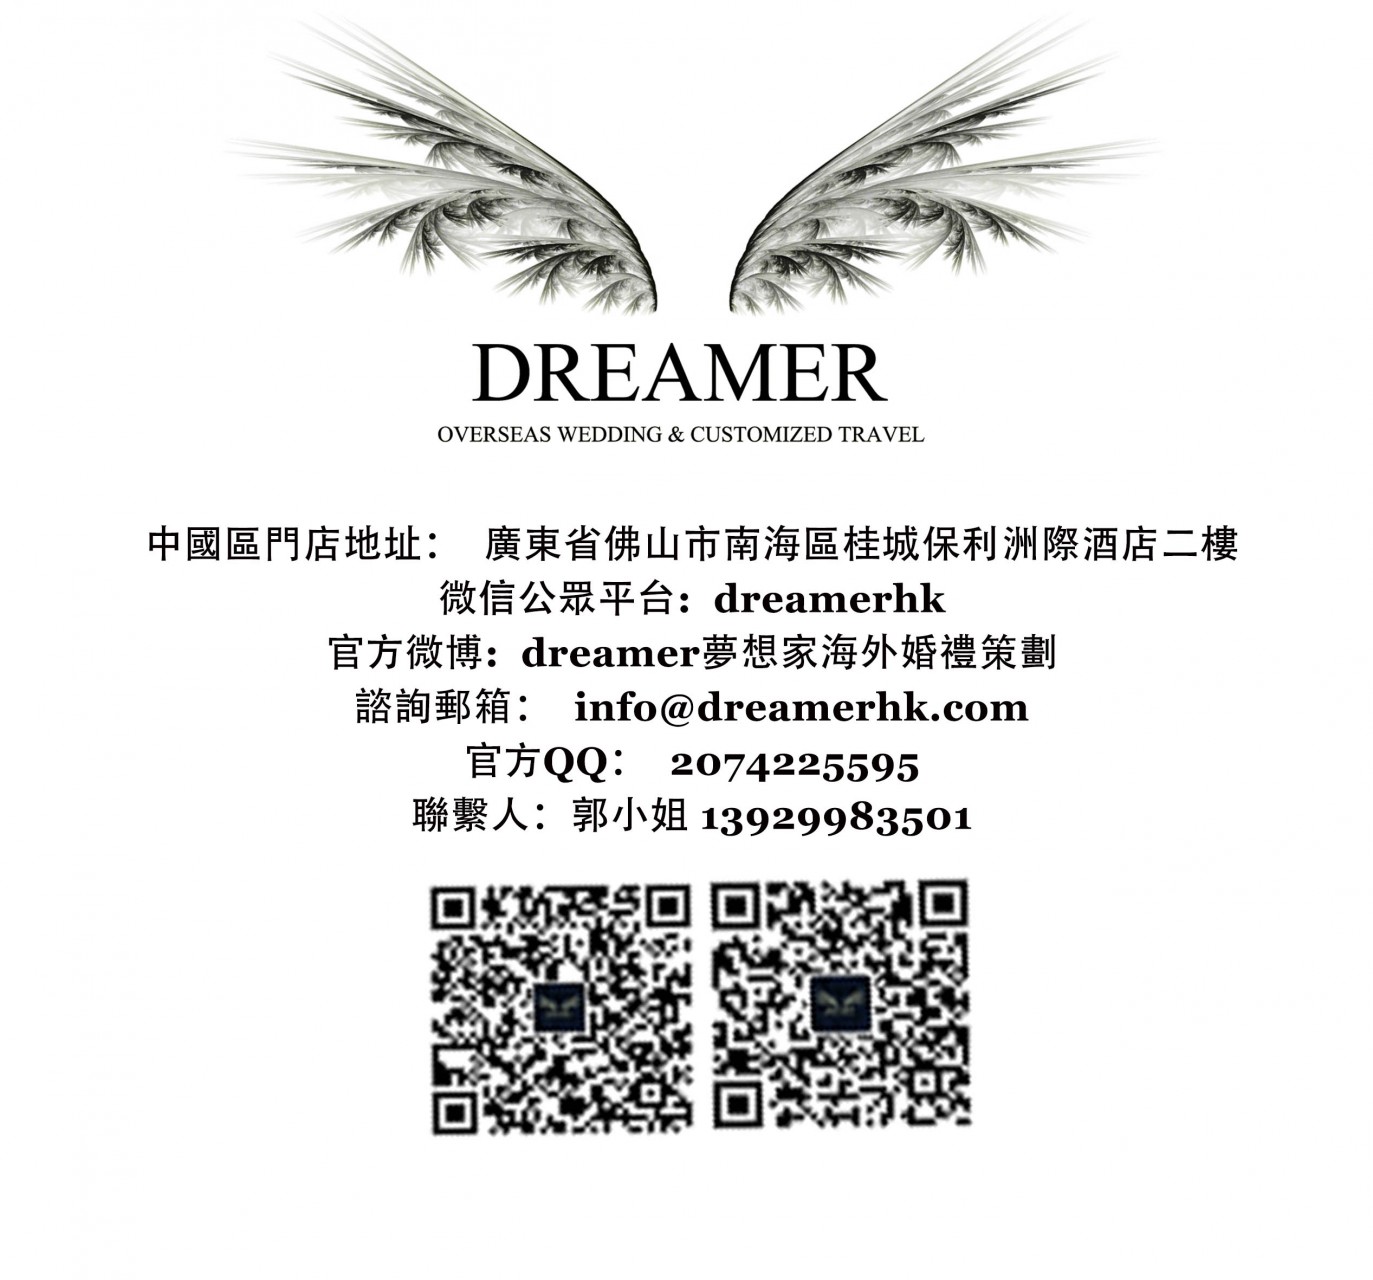 DREAMER
OVERSEAS WEDDING & CUSTOMIZED TRAVEL
中國區門店地址： 廣東省佛山市南海區桂城保利洲際酒店二樓
微信公眾平台：dreamerhk
官方微博：dreamer夢想家海外婚禮策劃
諮詢郵箱： info@dreamerhk.com
官方QQ： 2074225595
聯繫人：郭小姐 13929983501